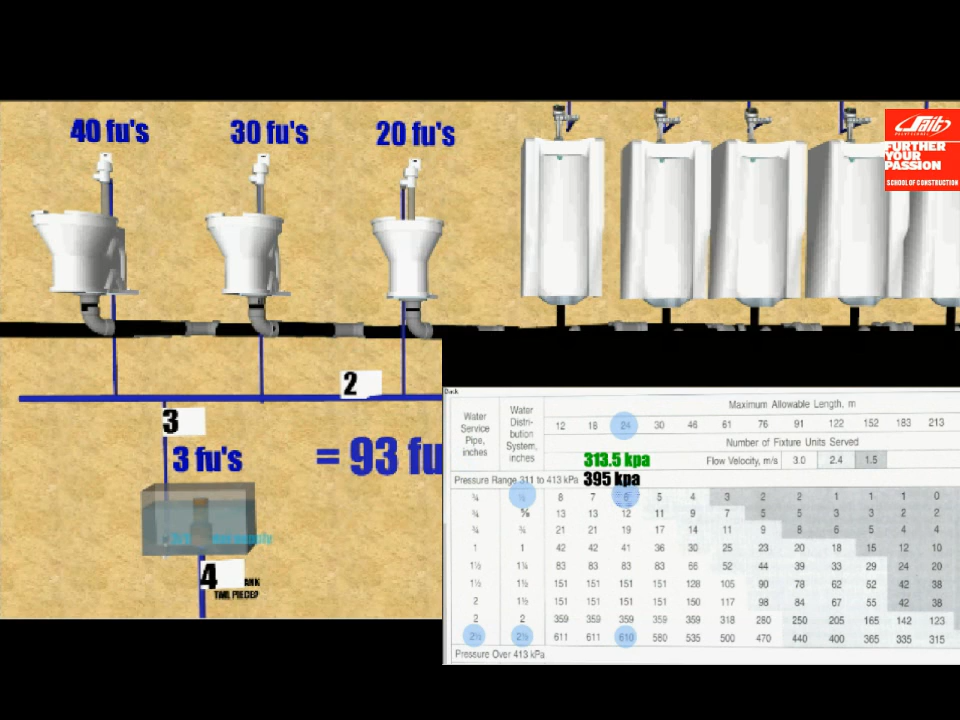 40 fu's
30 fu's
20 fu's
Sait
FURTHER
YOUR
PASSION
SCHOOL OF CONSTRUCTION
2
3
3 fu's
= 93 fu
4
TAIL PIECE?
Back
Water Service Pipe, inches
Water Distri-bution System, inches
Maximum Allowable Length, m
12 18 24 30 46 61 76 91 122 152 183 213
Number of Fixture Units Served
313.5 kpa
Flow Velocity, m/s 3.0 2.4 1.5
Pressure Range 311 to 413 kPa
395 kpa
¾ ½ 8 7 6 5 4 3 2 2 1 1 1 0
¾ ⅝ 13 13 12 11 9 7 5 5 3 3 2 2
¾ ¾ 21 21 19 17 14 11 9 8 6 5 4 4
1 1 42 42 41 36 30 25 23 20 18 15 12 10
1½ 1¼ 83 83 83 83 66 52 44 39 33 29 24 20
1½ 1½ 151 151 151 151 128 105 90 78 62 52 42 38
2 1½ 151 151 151 151 150 117 98 84 67 55 42 38
2 2 359 359 359 359 359 318 280 250 205 165 142 123
2½ 2½ 611 611 610 580 535 500 470 440 400 365 335 315
Pressure Over 413 kPa